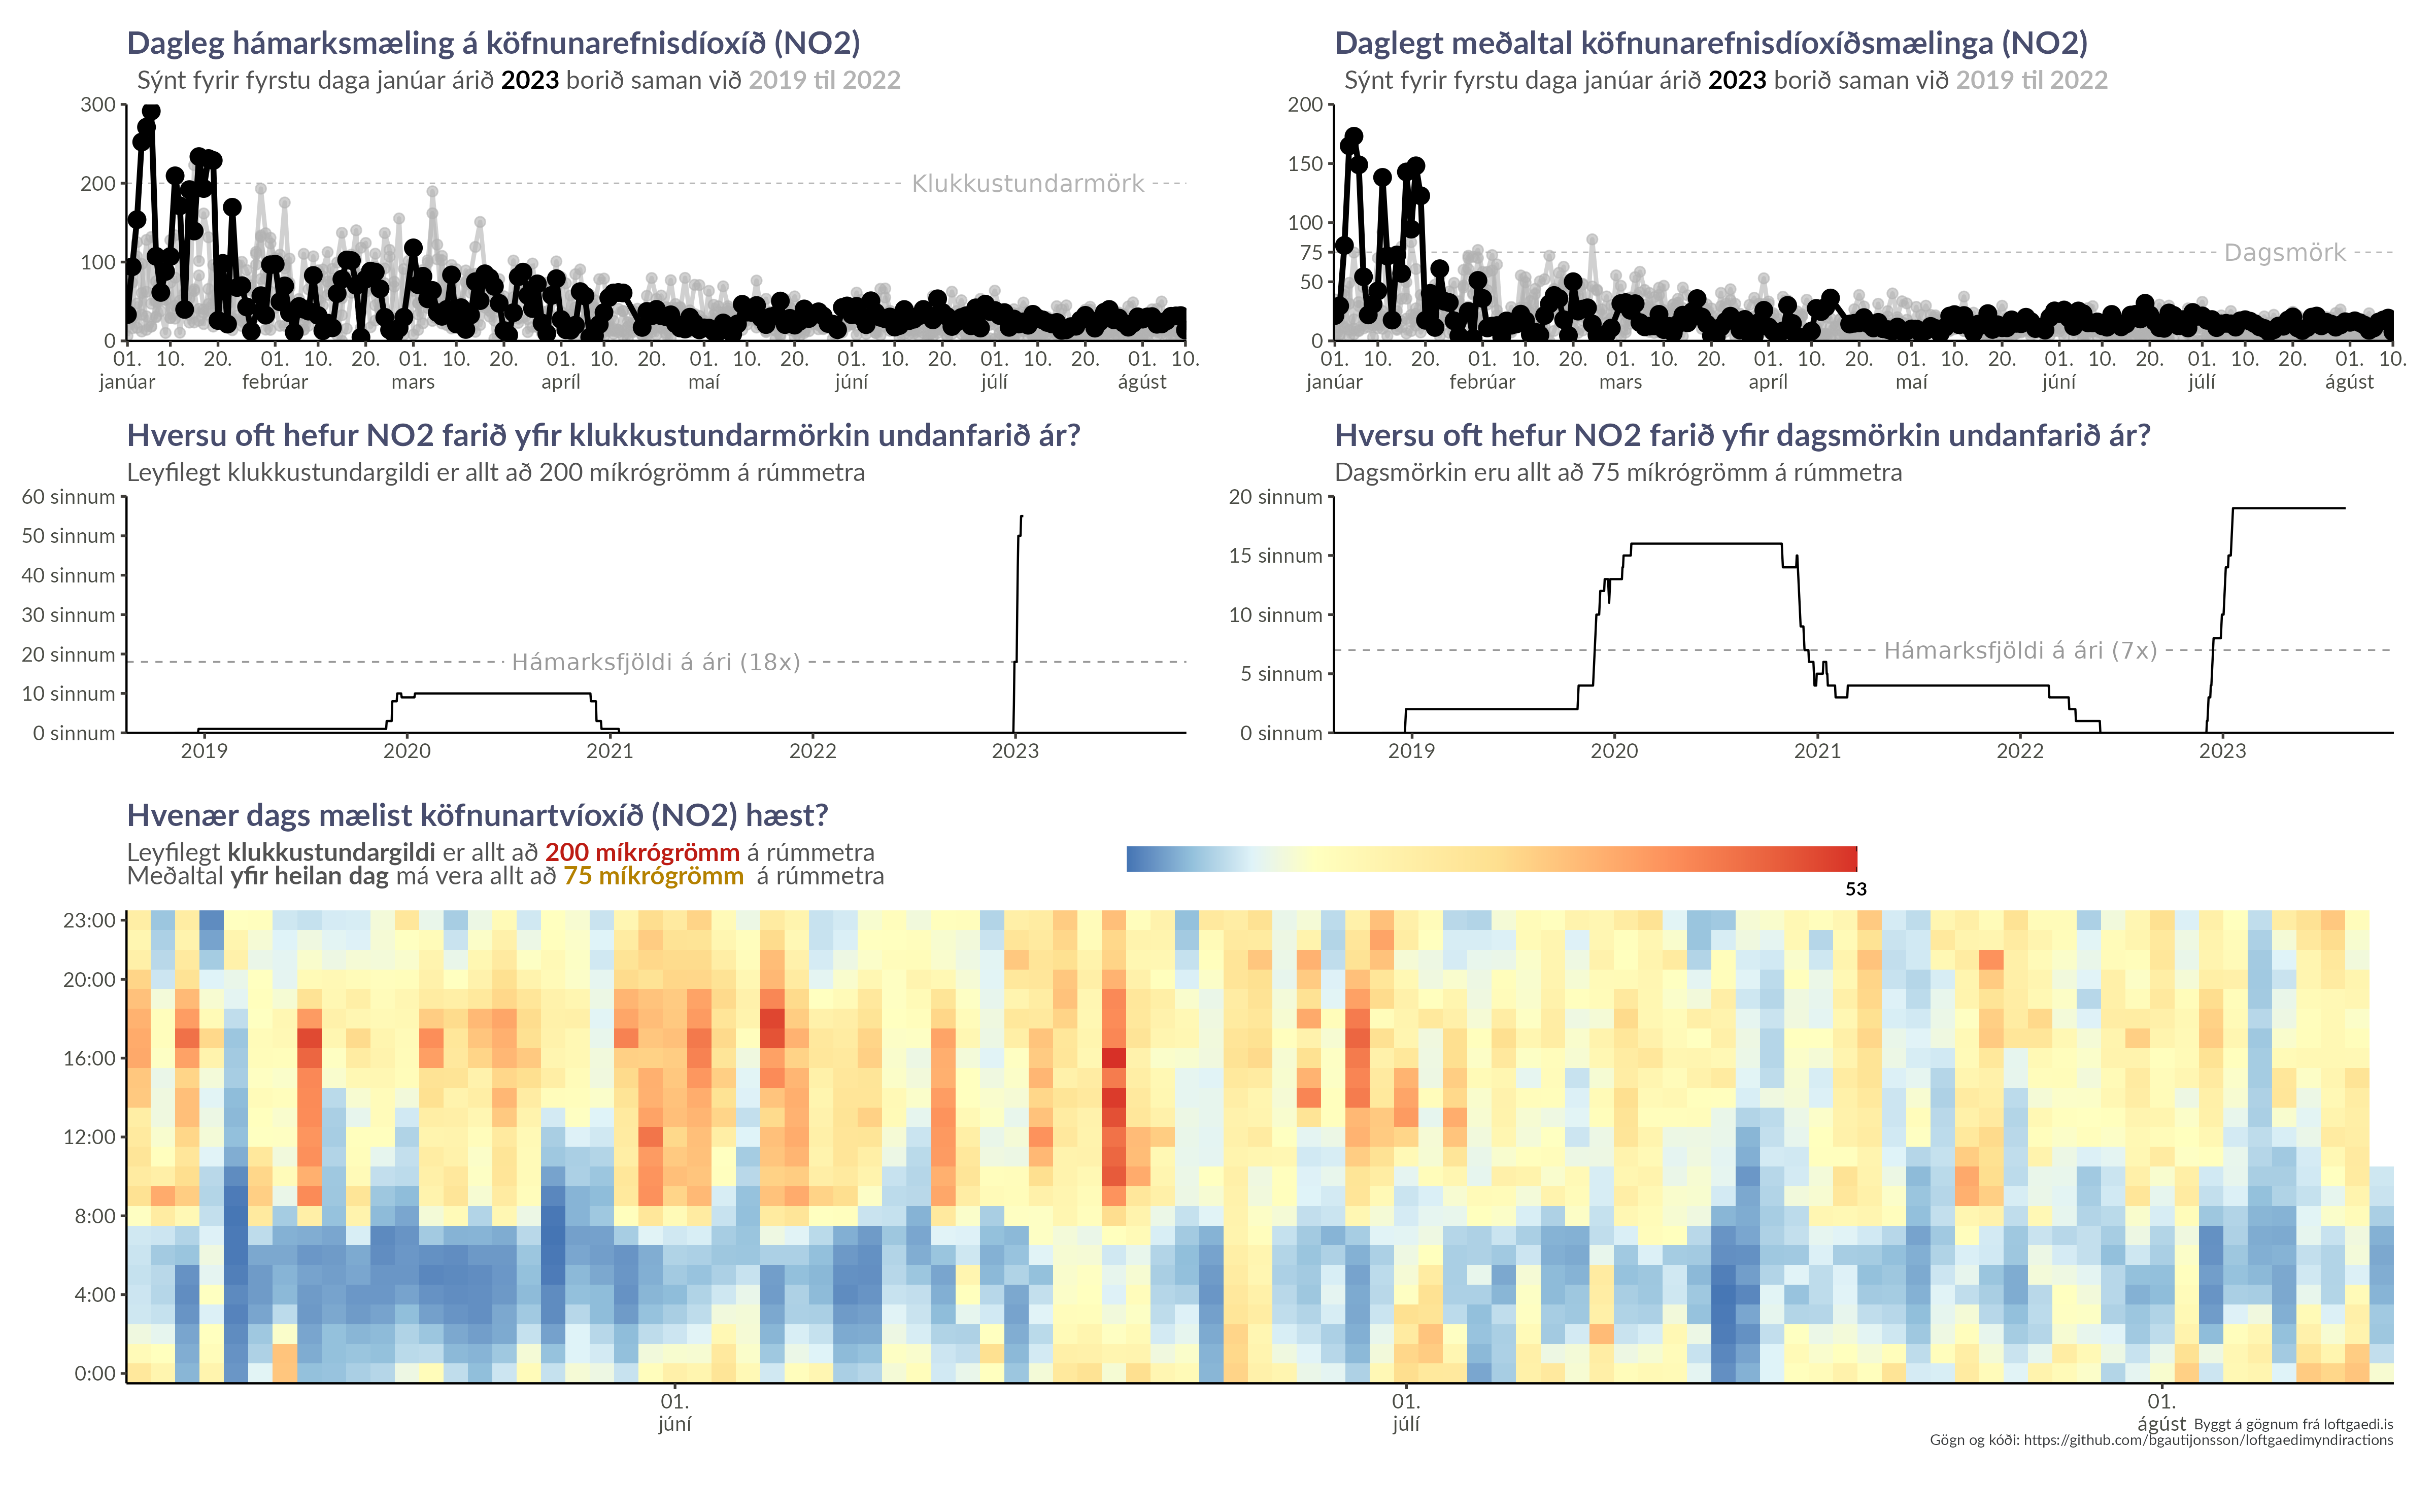 Dagleg hámarksmæling á köfnunarefnisdíoxíð (NO2)
Sýnt fyrir fyrstu daga janúar árið 2023 borið saman við 2019 til 2022
300
200
100
0
Klukkustundarmörk
01. 10. 20. 01. 10. 20. 01. 10. 20. 01. 10. 20. 01. 10. 20. 01. 10. 20. 01. 10. 20. 01. 10.
janúar febrúar mars apríl maí júní júlí ágúst
Daglegt meðaltal köfnunarefnisdíoxíðsmælinga (NO2)
Sýnt fyrir fyrstu daga janúar árið 2023 borið saman við 2019 til 2022
200
150
100
75
50
0
Dagsmörk
01. 10. 20. 01. 10. 20. 01. 10. 20. 01. 10. 20. 01. 10. 20. 01. 10. 20. 01. 10. 20. 01. 10.
janúar febrúar mars apríl maí júní júlí ágúst
Hversu oft hefur NO2 farið yfir klukkustundarmörkin undanfarið ár?
Leyfilegt klukkustundargildi er allt að 200 míkrógrömm á rúmmetra
60 sinnum
50 sinnum
40 sinnum
30 sinnum
20 sinnum
10 sinnum
0 sinnum
Hámarksfjöldi á ári (18x)
2019 2020 2021 2022 2023
Hversu oft hefur NO2 farið yfir dagsmörkin undanfarið ár?
Dagsmörkin eru allt að 75 míkrógrömm á rúmmetra
20 sinnum
15 sinnum
10 sinnum
5 sinnum
0 sinnum
Hámarksfjöldi á ári (7x)
2019 2020 2021 2022 2023
Hvenær dags mælist köfnunartvíoxíð (NO2) hæst?
Leyfilegt klukkustundargildi er allt að 200 míkrógrömm á rúmmetra
Meðaltal yfir heilan dag má vera allt að 75 míkrógrömm á rúmmetra
53
23:00
20:00
16:00
12:00
8:00
4:00
0:00
01. 01. 01.
júní júlí ágúst
Byggt á gögnum frá loftgaedi.is
Gögn og kóði: https://github.com/bgautijonsson/loftgaedimyndiractions